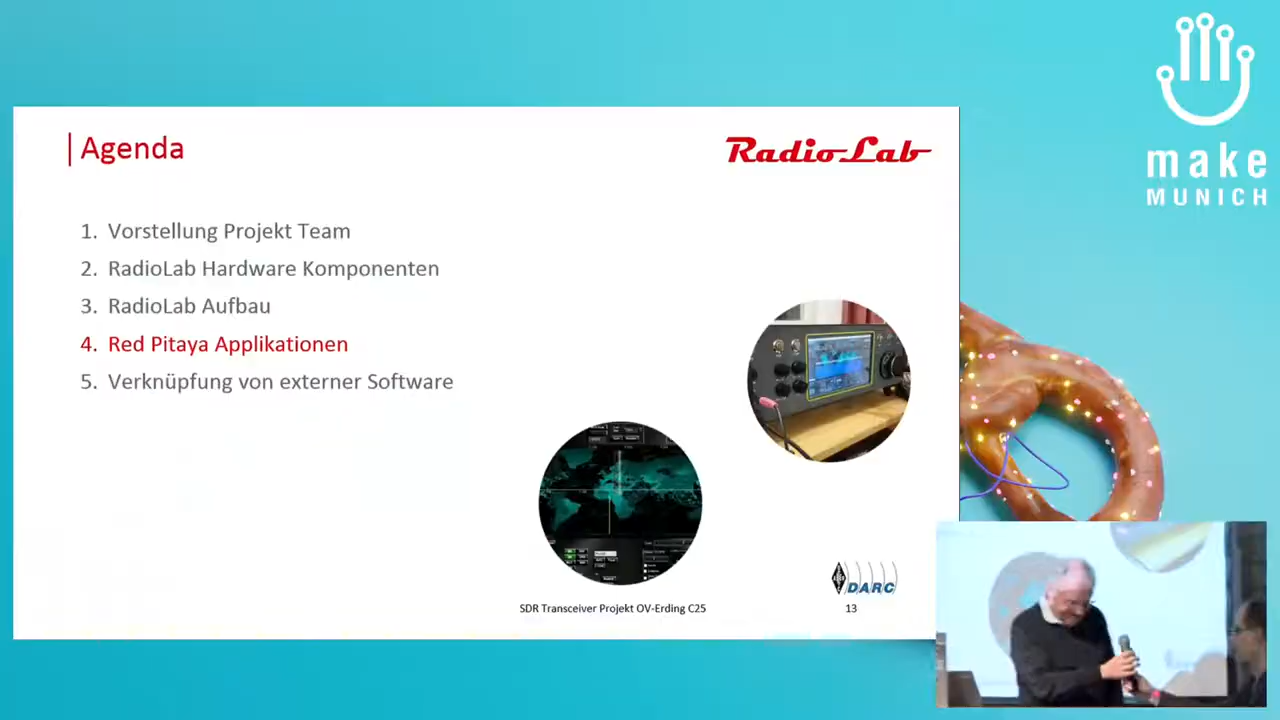 Agenda
RadioLab
1. Vorstellung Projekt Team
2. RadioLab Hardware Komponenten
3. RadioLab Aufbau
4. Red Pitaya Applikationen
5. Verknüpfung von externer Software
DARC
SDR Transceiver Projekt OV-Erding C25
13
make
MUNICH